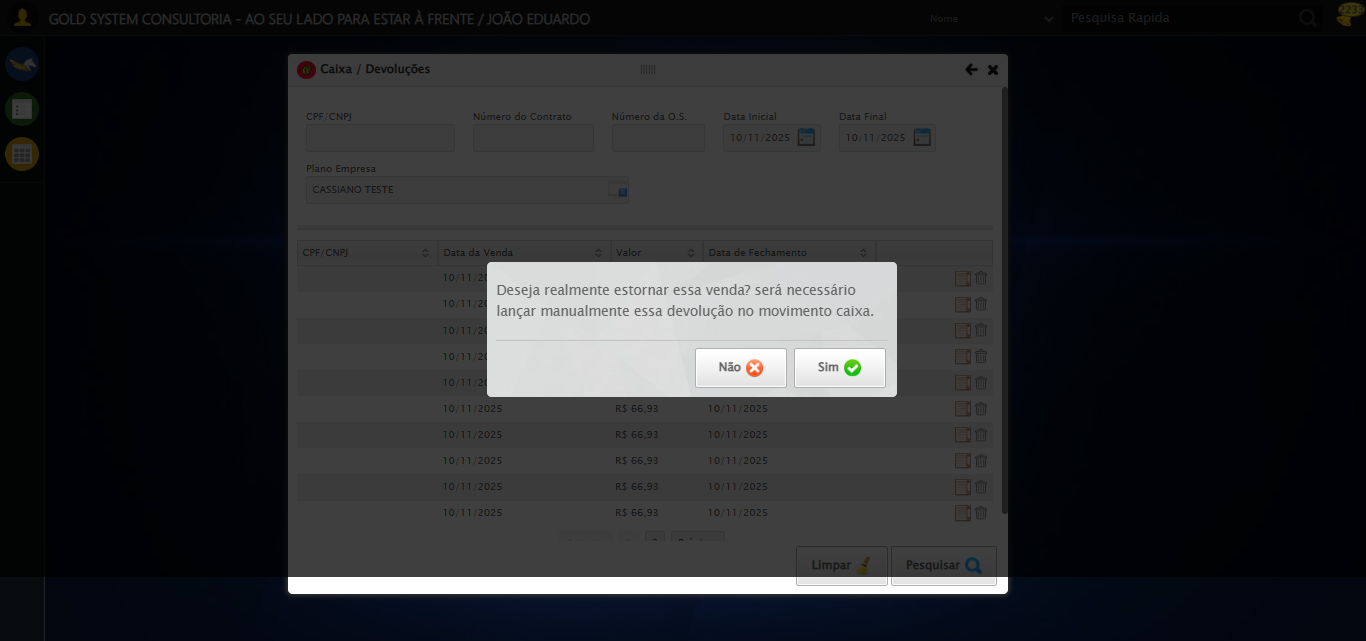 GOLD SYSTEM CONSULTORIA - AO SEU LADO PARA ESTAR À FRENTE / JOÃO EDUARDO
Nome
Pesquisa Rapida
Caixa / Devoluções
CPF/CNPJ Número do Contrato Número da O.S. Data Inicial Data Final
10/11/2025 10/11/2025
Plano Empresa
CASSIANO TESTE
CPF/CNPJ Data da Venda Valor Data de Fechamento
Deseja realmente estornar essa venda? será necessário
lançar manualmente essa devolução no movimento caixa.
Não Sim
10/11/2025 R$ 66,93 10/11/2025
10/11/2025 R$ 66,93 10/11/2025
10/11/2025 R$ 66,93 10/11/2025
10/11/2025 R$ 66,93 10/11/2025
10/11/2025 R$ 66,93 10/11/2025
Limpar Pesquisar